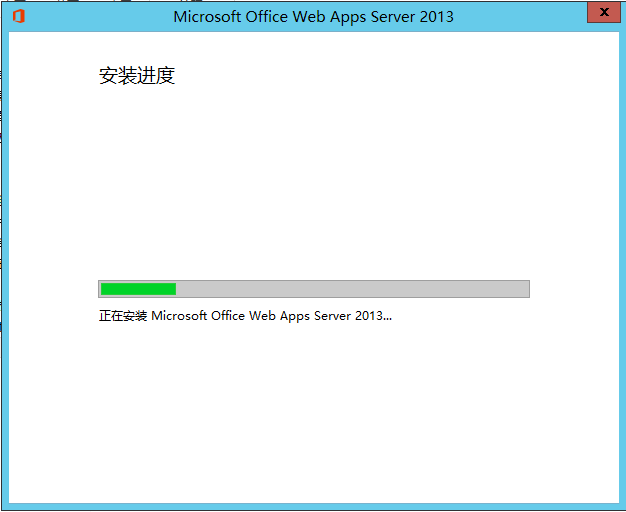 Microsoft Office Web Apps Server 2013
安装进度
正在安装 Microsoft Office Web Apps Server 2013...